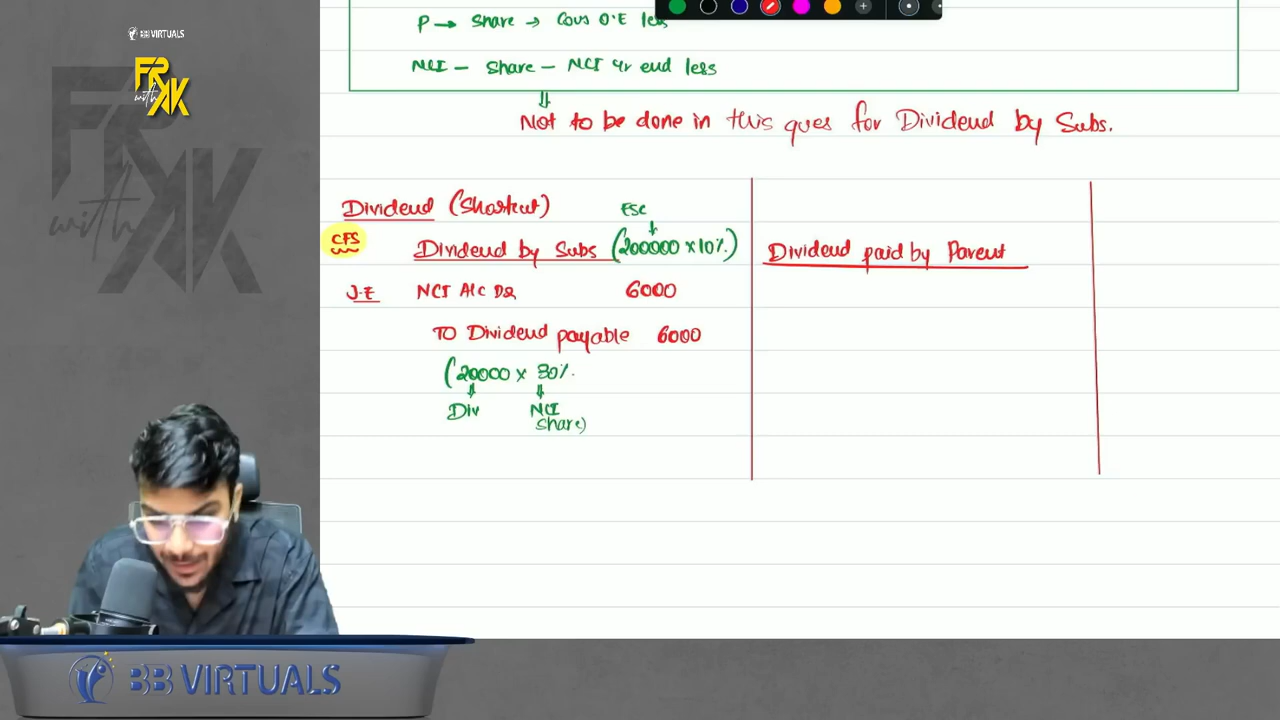 BB VIRTUALS
FR
with
AK
P → Share → Cons O.E less
NCI - Share - NCI yr end less
Not to be done in this ques for Dividend by Subs.
Dividend (Shortcut)
ESC
CFS
Dividend by Subs (200000 × 10%)
J.E NCI A/c DR 6000
TO Dividend payable 6000
(20000 × 30%.
Div NCI
Share)
Dividend paid by Parent
BB VIRTUALS